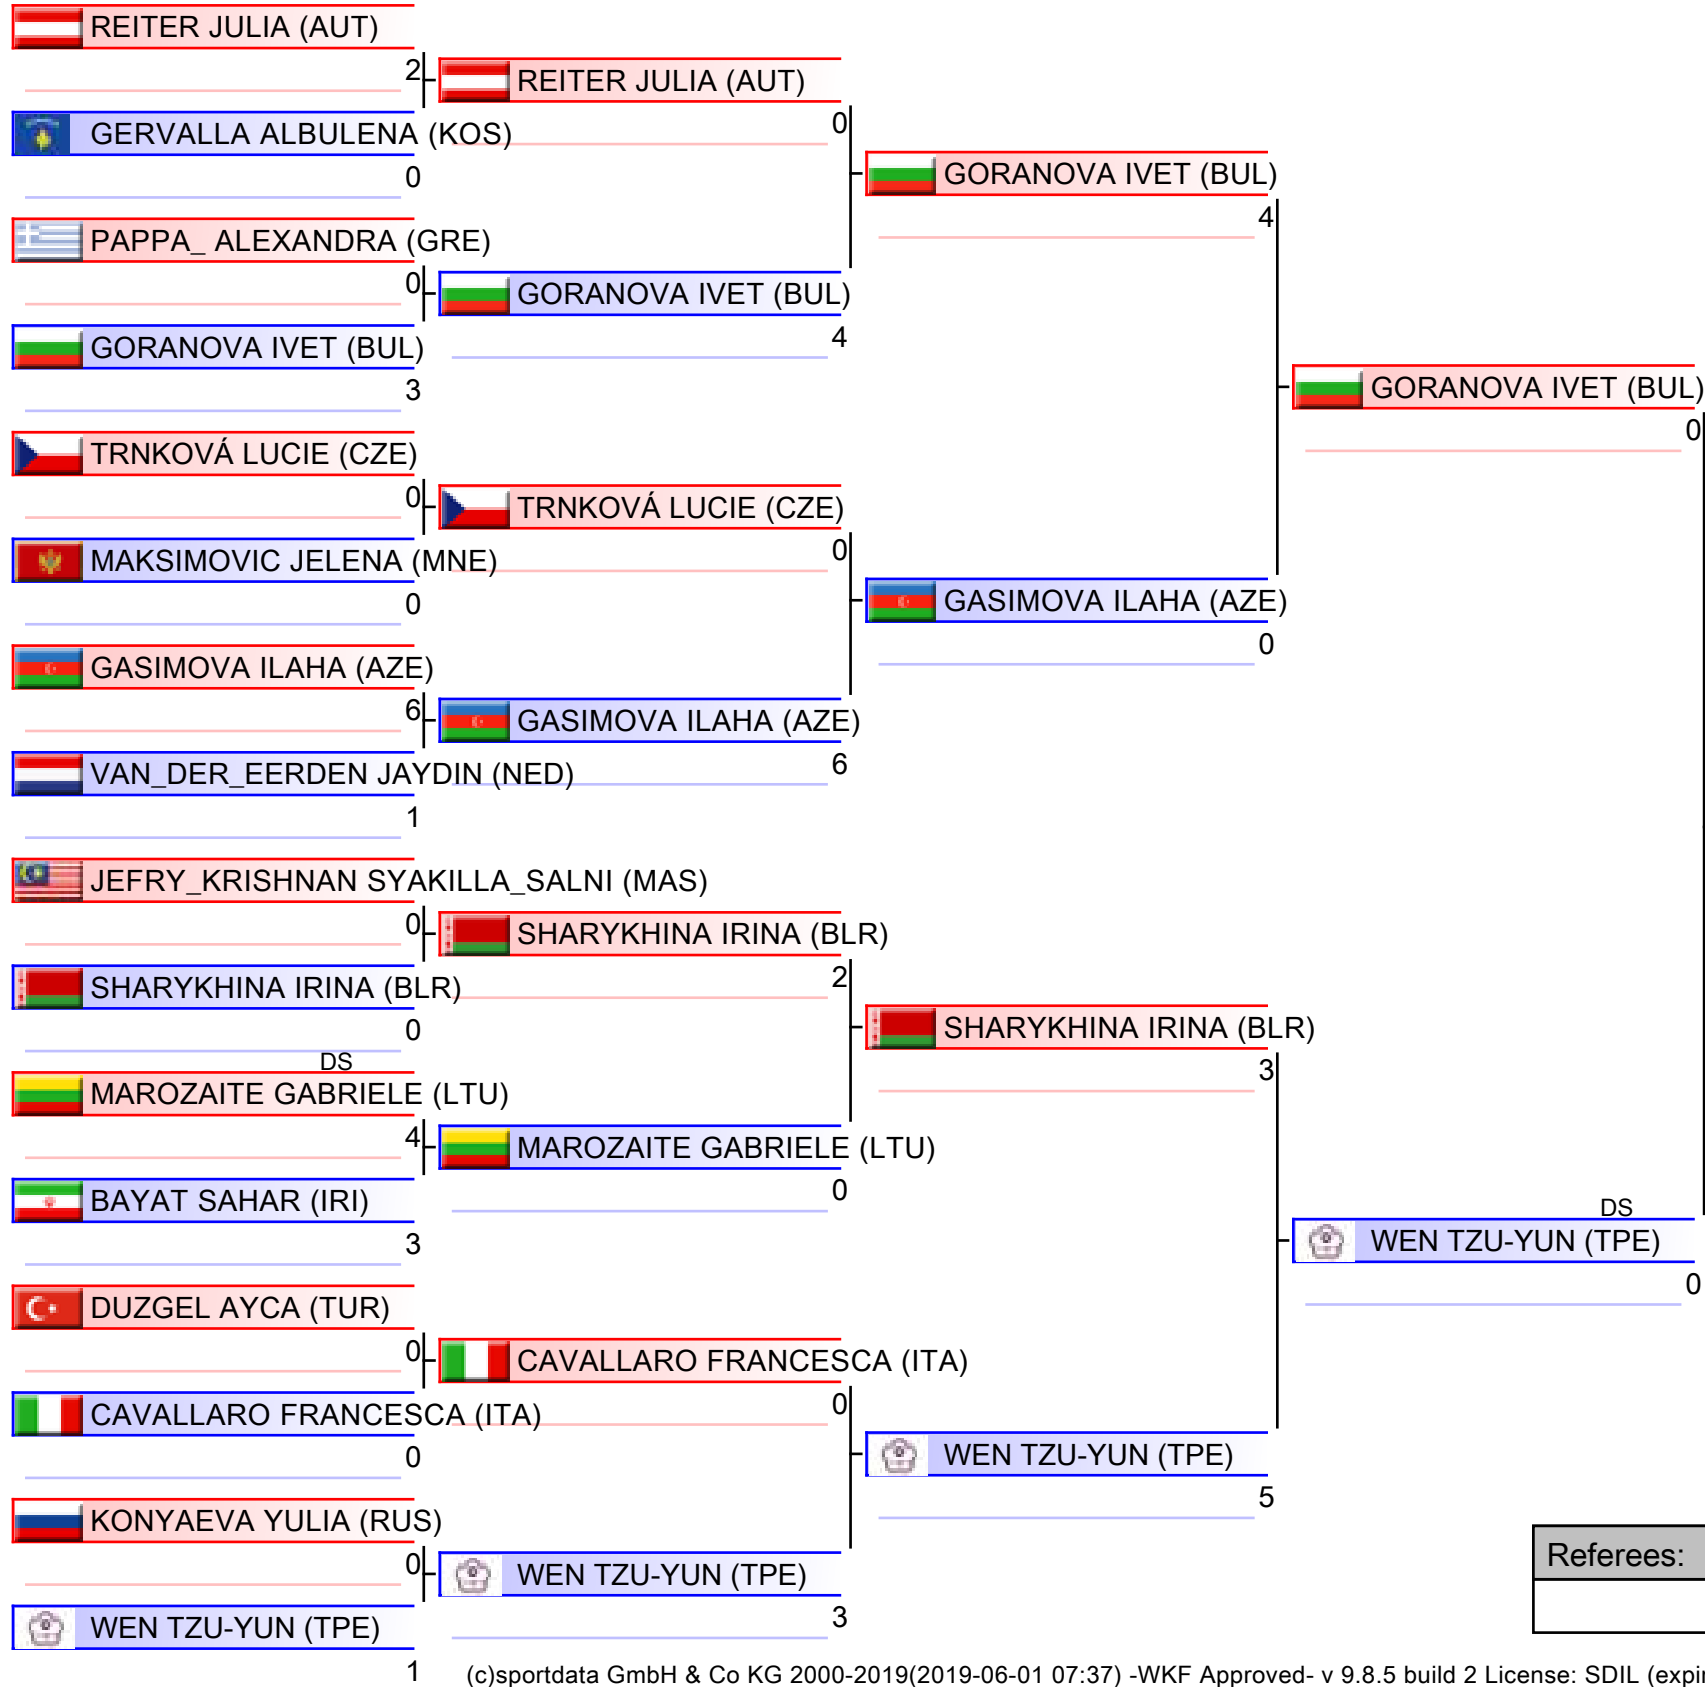 REITER JULIA (AUT)
2
GERVALLA ALBULENA (KOS)
0
PAPPA_ ALEXANDRA (GRE)
0
GORANOVA IVET (BUL)
3
TRNKOVÁ LUCIE (CZE)
0
MAKSIMOVIC JELENA (MNE)
0
GASIMOVA ILAHA (AZE)
6
VAN_DER_EERDEN JAYDIN (NED)
1
JEFRY_KRISHNAN SYAKILLA_SALNI (MAS)
0
SHARYKHINA IRINA (BLR)
0
DS
MAROZAITE GABRIELE (LTU)
4
BAYAT SAHAR (IRI)
3
DUZGEL AYCA (TUR)
0
CAVALLARO FRANCESCA (ITA)
0
KONYAEVA YULIA (RUS)
0
WEN TZU-YUN (TPE)
1
REITER JULIA (AUT)
0
GORANOVA IVET (BUL)
4
TRNKOVÁ LUCIE (CZE)
0
GASIMOVA ILAHA (AZE)
6
SHARYKHINA IRINA (BLR)
2
MAROZAITE GABRIELE (LTU)
0
CAVALLARO FRANCESCA (ITA)
0
WEN TZU-YUN (TPE)
3
GORANOVA IVET (BUL)
4
GASIMOVA ILAHA (AZE)
0
SHARYKHINA IRINA (BLR)
3
WEN TZU-YUN (TPE)
5
GORANOVA IVET (BUL)
0
DS
WEN TZU-YUN (TPE)
0
Referees:
(c)sportdata GmbH & Co KG 2000-2019(2019-06-01 07:37) -WKF Approved- v 9.8.5 build 2 License: SDIL (expir